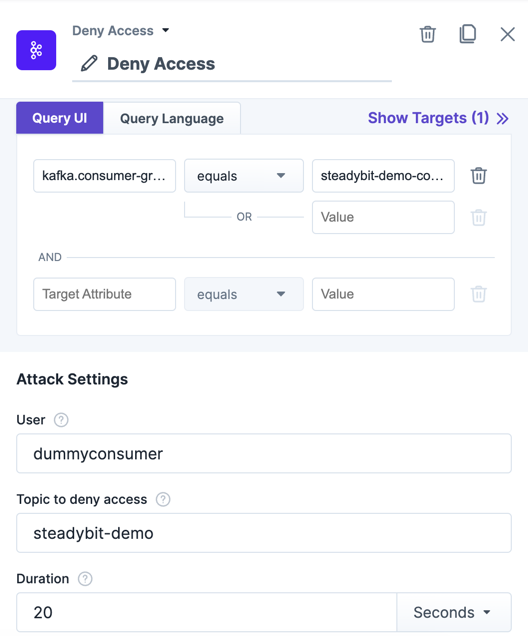 Deny Access
Deny Access
Query UI
Query Language
Show Targets (1)
kafka.consumer-gr...
equals
steadybit-demo-co...
OR
Value
AND
Target Attribute
equals
Value
Attack Settings
User ?
dummyconsumer
Topic to deny access ?
steadybit-demo
Duration ?
20
Seconds